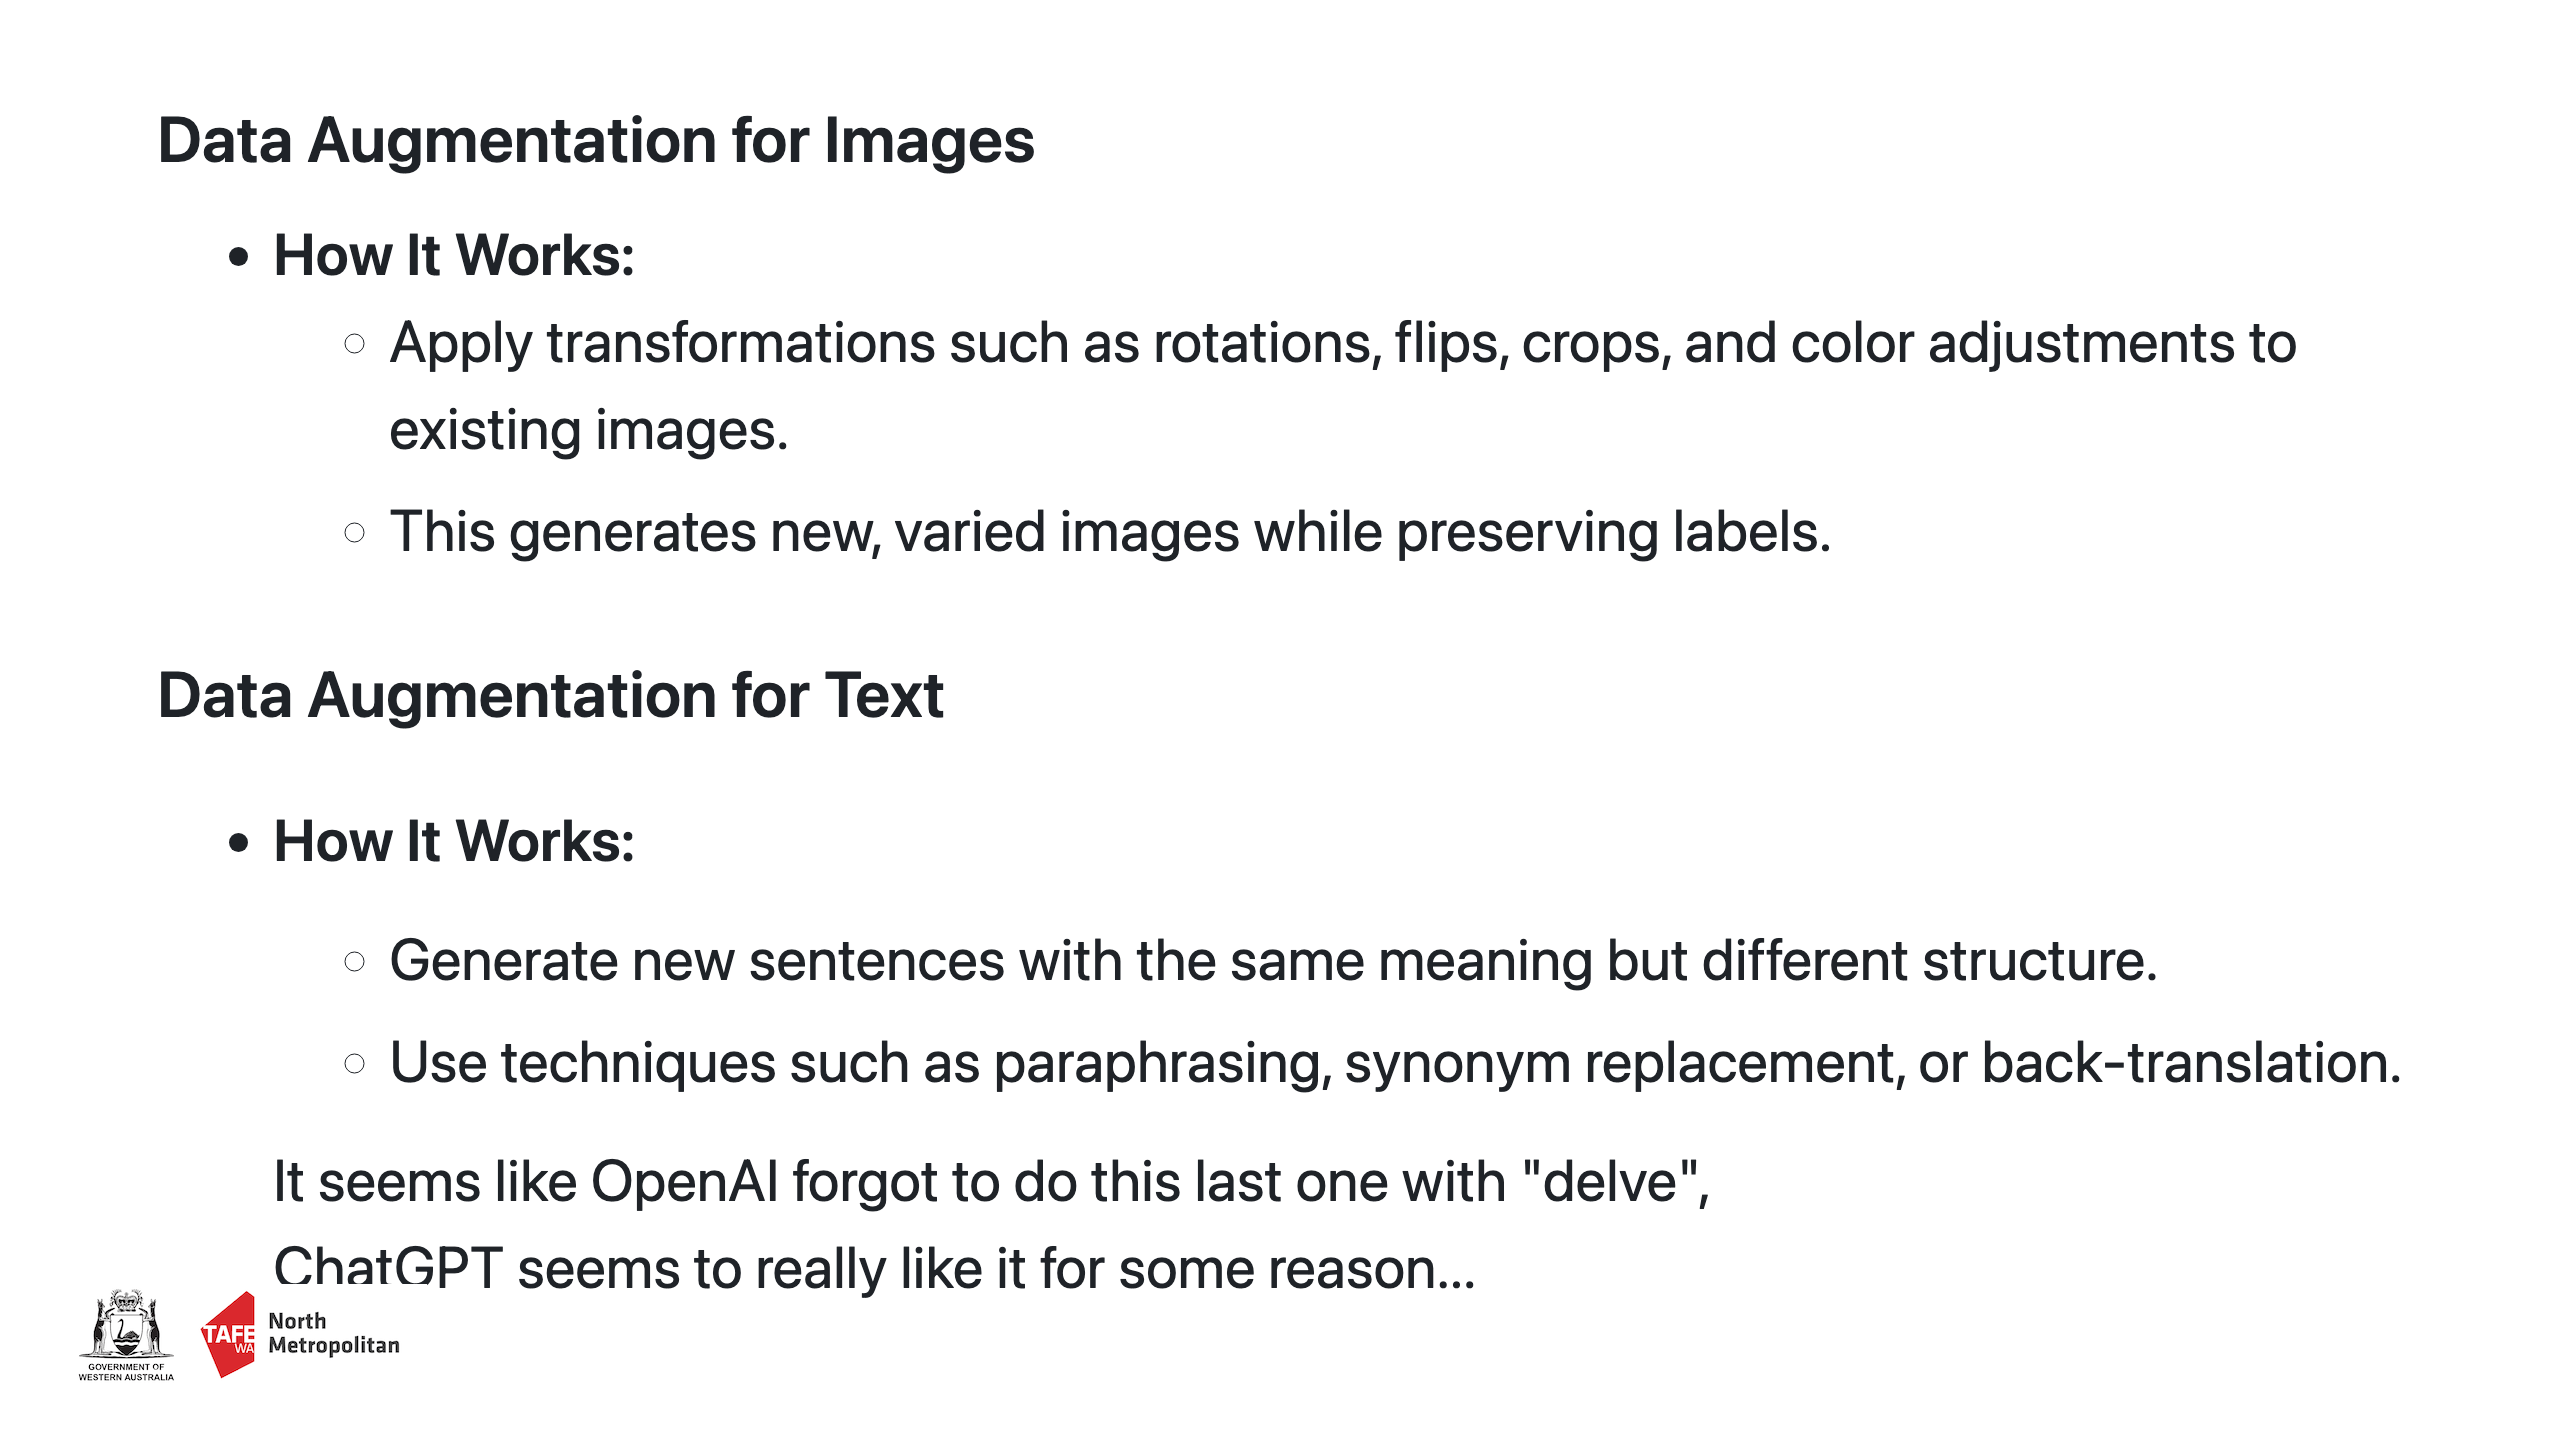 Data Augmentation for Images
• How It Works:
○ Apply transformations such as rotations, flips, crops, and color adjustments to
existing images.
○ This generates new, varied images while preserving labels.
Data Augmentation for Text
• How It Works:
○ Generate new sentences with the same meaning but different structure.
○ Use techniques such as paraphrasing, synonym replacement, or back-translation.
It seems like OpenAI forgot to do this last one with "delve",
ChatGPT seems to really like it for some reason...
GOVERNMENT OF
WESTERN AUSTRALIA
TAFE
WA
North
Metropolitan